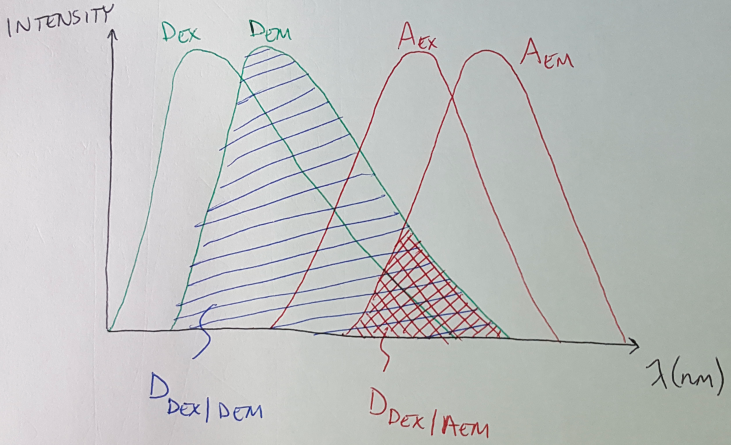 INTENSITY
DEX
DEM
AEX
AEM
λ(nm)
DDEX/DEM
DDEX/AEM